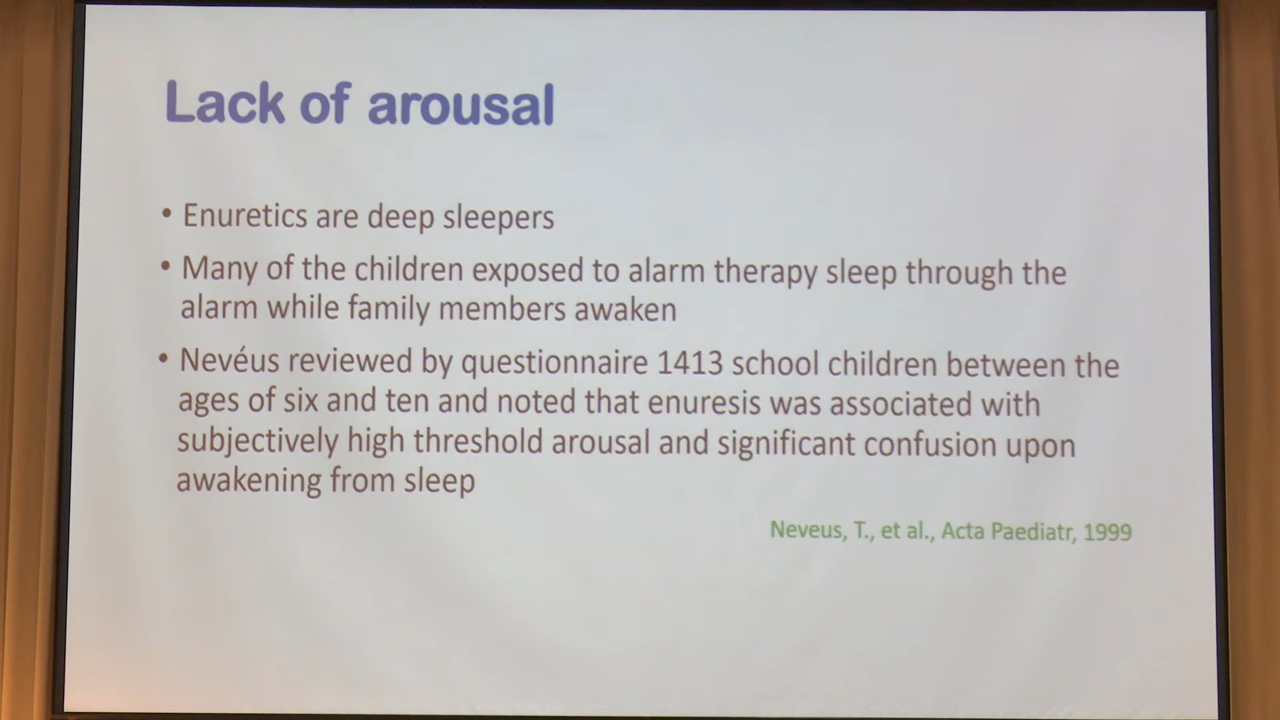 Lack of arousal
• Enuretics are deep sleepers
• Many of the children exposed to alarm therapy sleep through the
alarm while family members awaken
• Nevéus reviewed by questionnaire 1413 school children between the
ages of six and ten and noted that enuresis was associated with
subjectively high threshold arousal and significant confusion upon
awakening from sleep
Neveus, T., et al., Acta Paediatr, 1999